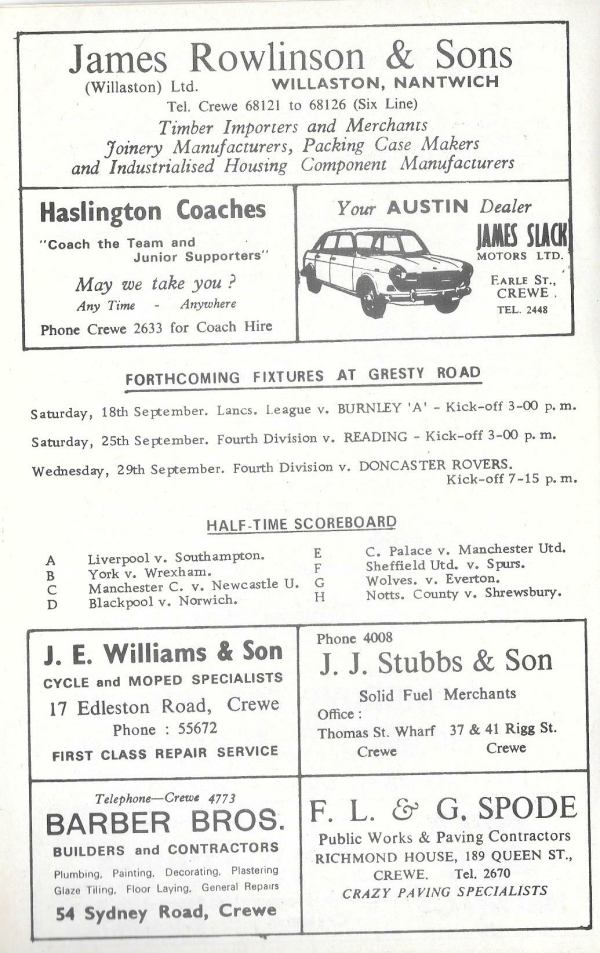 James Rowlinson & Sons
(Willaston) Ltd. WILLASTON, NANTWICH
Tel. Crewe 68121 to 68126 (Six Line)
Timber Importers and Merchants
Joinery Manufacturers, Packing Case Makers
and Industrialised Housing Component Manufacturers
Haslington Coaches
"Coach the Team and
Junior Supporters"
May we take you ?
Any Time - Anywhere
Phone Crewe 2633 for Coach Hire
Your AUSTIN Dealer
JAMES SLACK
MOTORS LTD.
EARLE ST.,
CREWE.
TEL. 2448
FORTHCOMING FIXTURES AT GRESTY ROAD
Saturday, 18th September. Lancs. League v. BURNLEY 'A' - Kick-off 3-00 p.m.
Saturday, 25th September. Fourth Division v. READING - Kick-off 3-00 p.m.
Wednesday, 29th September. Fourth Division v. DONCASTER ROVERS.
Kick-off 7-15 p.m.
HALF-TIME SCOREBOARD
A Liverpool v. Southampton.
B York v. Wrexham.
C Manchester C. v. Newcastle U.
D Blackpool v. Norwich.
E C. Palace v. Manchester Utd.
F Sheffield Utd. v. Spurs.
G Wolves. v. Everton.
H Notts. County v. Shrewsbury.
J. E. Williams & Son
CYCLE and MOPED SPECIALISTS
17 Edleston Road, Crewe
Phone : 55672
FIRST CLASS REPAIR SERVICE
Phone 4008
J. J. Stubbs & Son
Solid Fuel Merchants
Office :
Thomas St. Wharf 37 & 41 Rigg St.
Crewe Crewe
Telephone—Crewe 4773
BARBER BROS.
BUILDERS and CONTRACTORS
Plumbing, Painting, Decorating, Plastering
Glaze Tiling, Floor Laying, General Repairs
54 Sydney Road, Crewe
F. L. & G. SPODE
Public Works & Paving Contractors
RICHMOND HOUSE, 189 QUEEN ST.,
CREWE. Tel. 2670
CRAZY PAVING SPECIALISTS